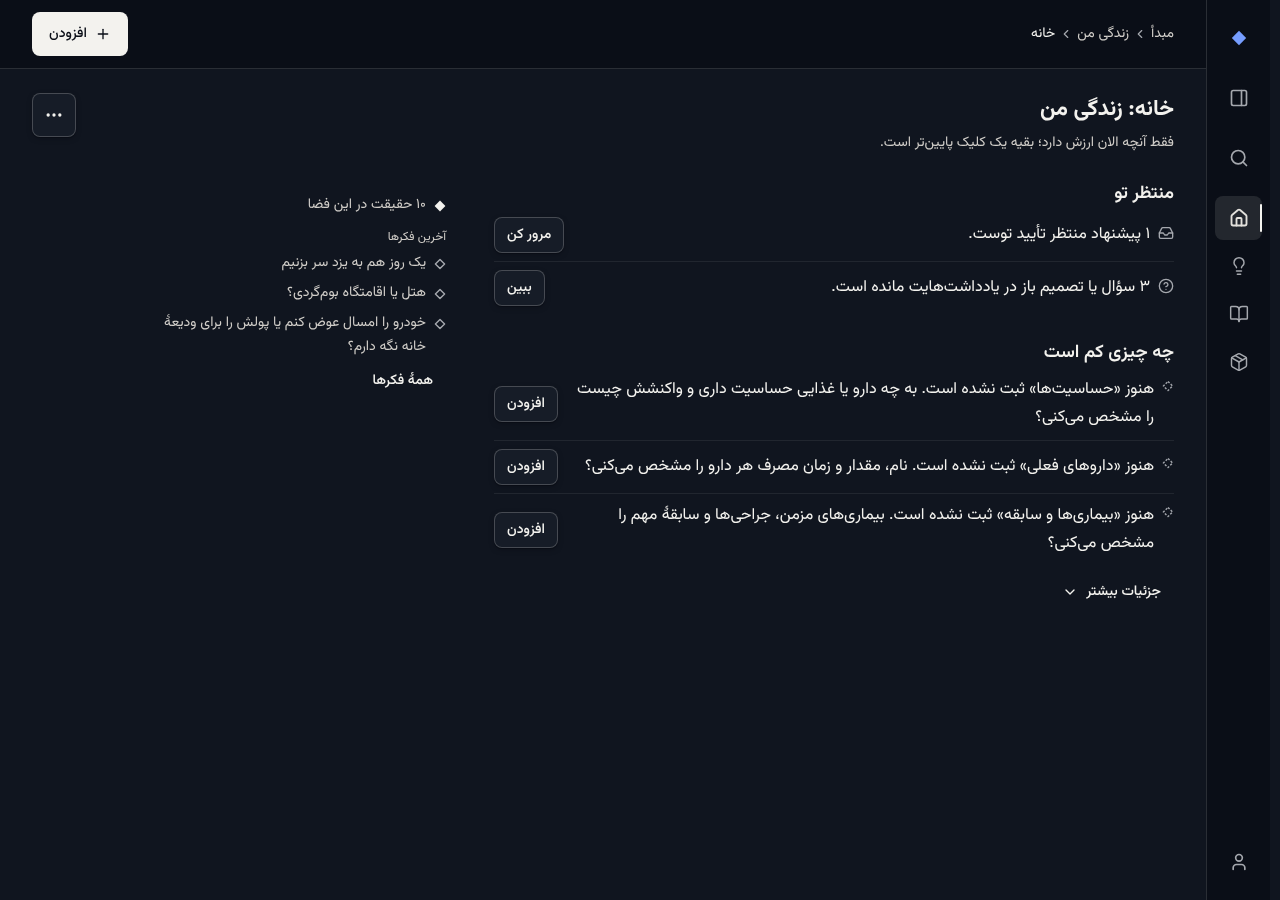 مبدأ › زندگی من › خانه
افزودن
خانه: زندگی من
فقط آنچه الان ارزش دارد؛ بقیه یک کلیک پایین‌تر است.
منتظر تو
۱ پیشنهاد منتظر تأیید توست.
مرور کن
۳ سؤال یا تصمیم باز در یادداشت‌هایت مانده است.
ببین
چه چیزی کم است
هنوز «حساسیت‌ها» ثبت نشده است. به چه دارو یا غذایی حساسیت داری و واکنشش چیست
را مشخص می‌کنی؟
افزودن
هنوز «داروهای فعلی» ثبت نشده است. نام، مقدار و زمان مصرف هر دارو را مشخص می‌کنی؟
افزودن
هنوز «بیماری‌ها و سابقه» ثبت نشده است. بیماری‌های مزمن، جراحی‌ها و سابقهٔ مهم را
مشخص می‌کنی؟
افزودن
جزئیات بیشتر
۱۰ حقیقت در این فضا
آخرین فکرها
یک روز هم به یزد سر بزنیم
هتل یا اقامتگاه بوم‌گردی؟
خودرو را امسال عوض کنم یا پولش را برای ودیعهٔ
خانه نگه دارم؟
همهٔ فکرها